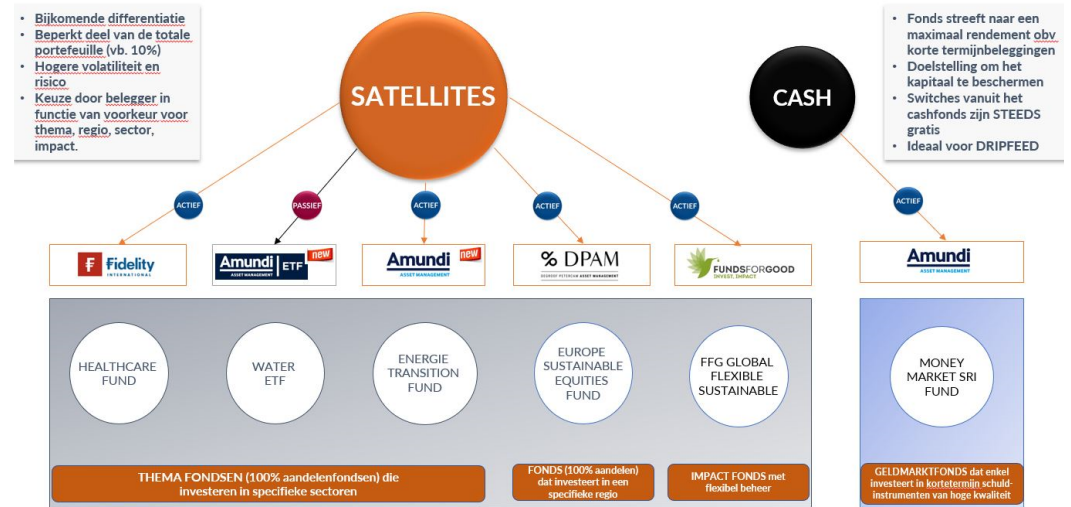 • Bijkomende differentiatie
• Beperkt deel van de totale
portefeuille (vb. 10%)
• Hogere volatiliteit en
risico
• Keuze door belegger in
functie van voorkeur voor
thema, regio, sector,
impact.
SATELLITES
CASH
• Fonds streeft naar een
maximaal rendement obv
korte termijnbeleggingen
• Doelstelling om het
kapitaal te beschermen
• Switches vanuit het
cashfonds zijn STEEDS
gratis
• Ideaal voor DRIPFEED
ACTIEF
PASSIEF
ACTIEF
ACTIEF
ACTIEF
ACTIEF
Fidelity
INTERNATIONAL
Amundi ETF
ASSET MANAGEMENT
new
Amundi
ASSET MANAGEMENT
new
DPAM
DEGROOF PETERCAM ASSET MANAGEMENT
FUNDSFORGOOD
INVEST, IMPACT
Amundi
ASSET MANAGEMENT
HEALTHCARE
FUND
WATER
ETF
ENERGIE
TRANSITION
FUND
EUROPE
SUSTAINABLE
EQUITIES
FUND
FFG GLOBAL
FLEXIBLE
SUSTAINABLE
MONEY
MARKET SRI
FUND
THEMA FONDSEN (100% aandelenfondsen) die
investeren in specifieke sectoren
FONDS (100% aandelen)
dat investeert in een
specifieke regio
IMPACT FONDS met
flexibel beheer
GELDMARKTFONDS dat enkel
investeert in kortetermijn schuld-
instrumenten van hoge kwaliteit